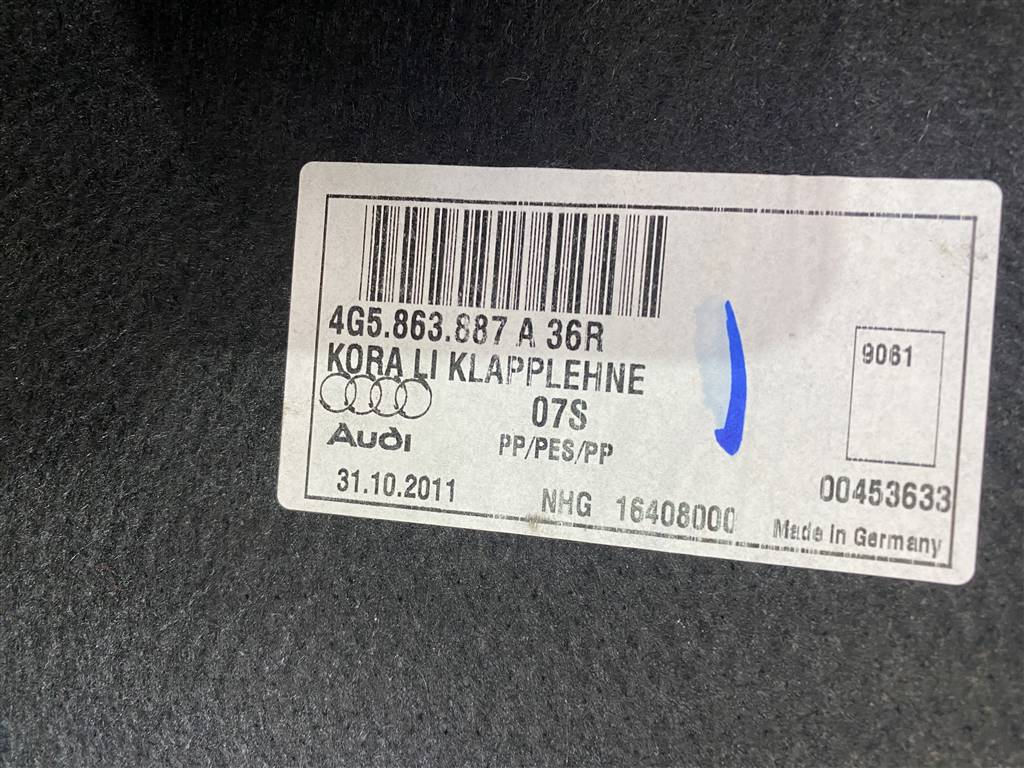 4G5.863.887 A 36R
KORA LI KLAPPLEHNE
07S
Audi
PP/PES/PP
9061
31.10.2011
NHG 16408000
00453633
Made in Germany